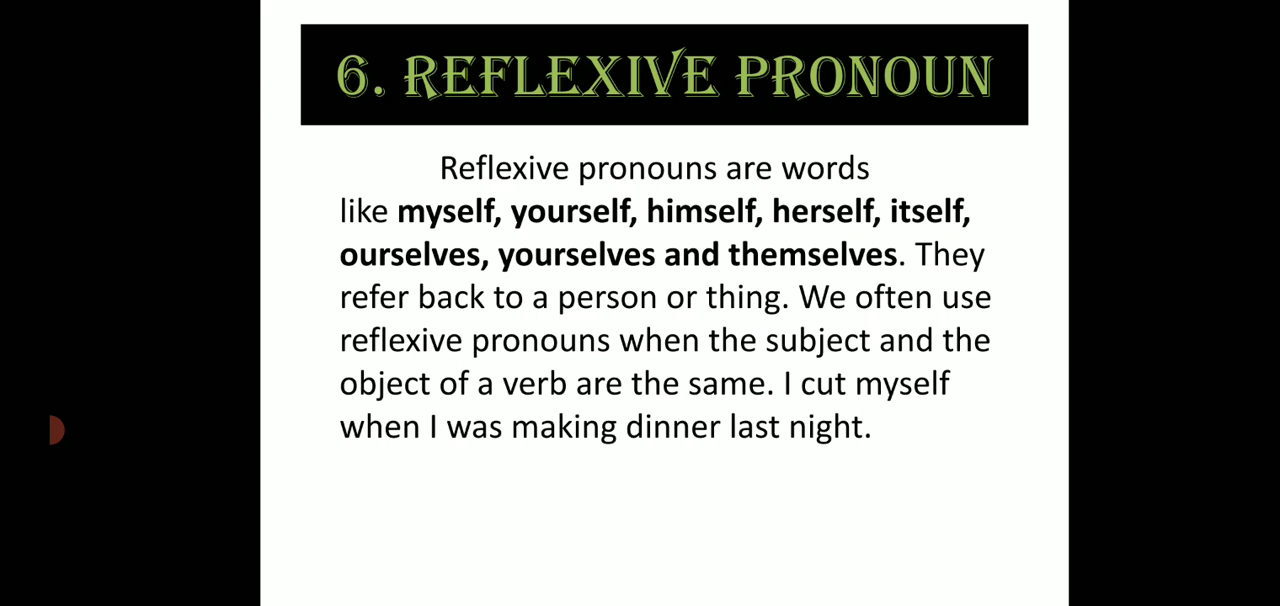 6. REFLEXIVE PRONOUN
Reflexive pronouns are words
like myself, yourself, himself, herself, itself,
ourselves, yourselves and themselves. They
refer back to a person or thing. We often use
reflexive pronouns when the subject and the
object of a verb are the same. I cut myself
when I was making dinner last night.